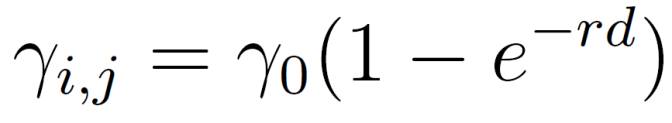 γ_{i,j} = γ_0(1 − e^{−rd})